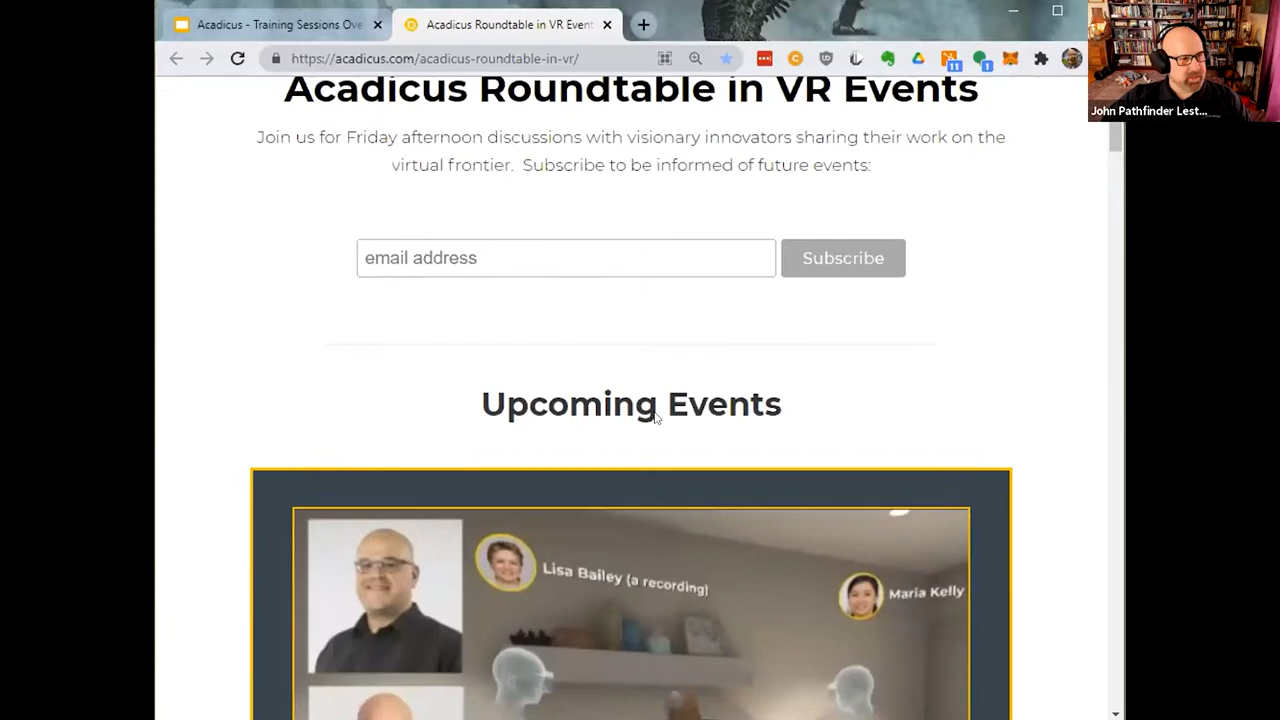 Acadicus - Training Sessions Ove
Acadicus Roundtable in VR Event
https://acadicus.com/acadicus-roundtable-in-vr/
11
1
John Pathfinder Lest...
Acadicus Roundtable in VR Events
Join us for Friday afternoon discussions with visionary innovators sharing their work on the
virtual frontier. Subscribe to be informed of future events:
email address
Subscribe
Upcoming Events
Lisa Bailey (a recording)
Maria Kelly